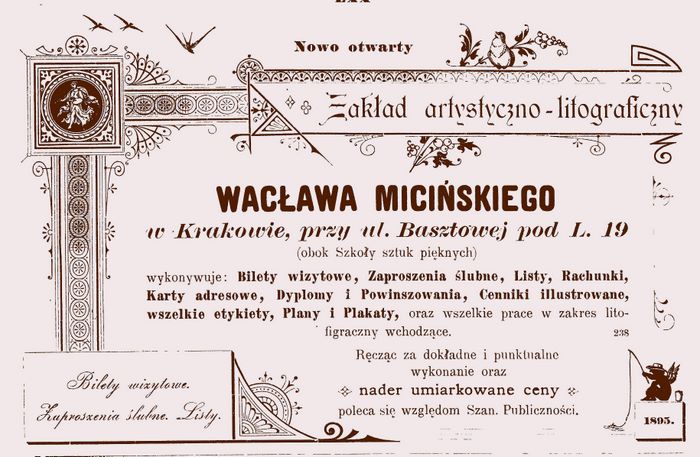 Nowo otwarty
Zakład artystyczno-litograficzny
WACŁAWA MICIŃSKIEGO
w Krakowie, przy ul. Basztowej pod L. 19
(obok Szkoły sztuk pięknych)
wykonywuje: Bilety wizytowe, Zaproszenia ślubne, Listy, Rachunki,
Karty adresowe, Dyplomy i Powinszowania, Cenniki illustrowane,
wszelkie etykiety, Plany i Plakaty, oraz wszelkie prace w zakres lito-
figraczny wchodzące.
238
Ręcząc za dokładne i punktualne
wykonanie oraz
nader umiarkowane ceny
poleca się względom Szan. Publiczności.
Bilety wizytowe.
Zaproszenia ślubne. Listy.
1895.